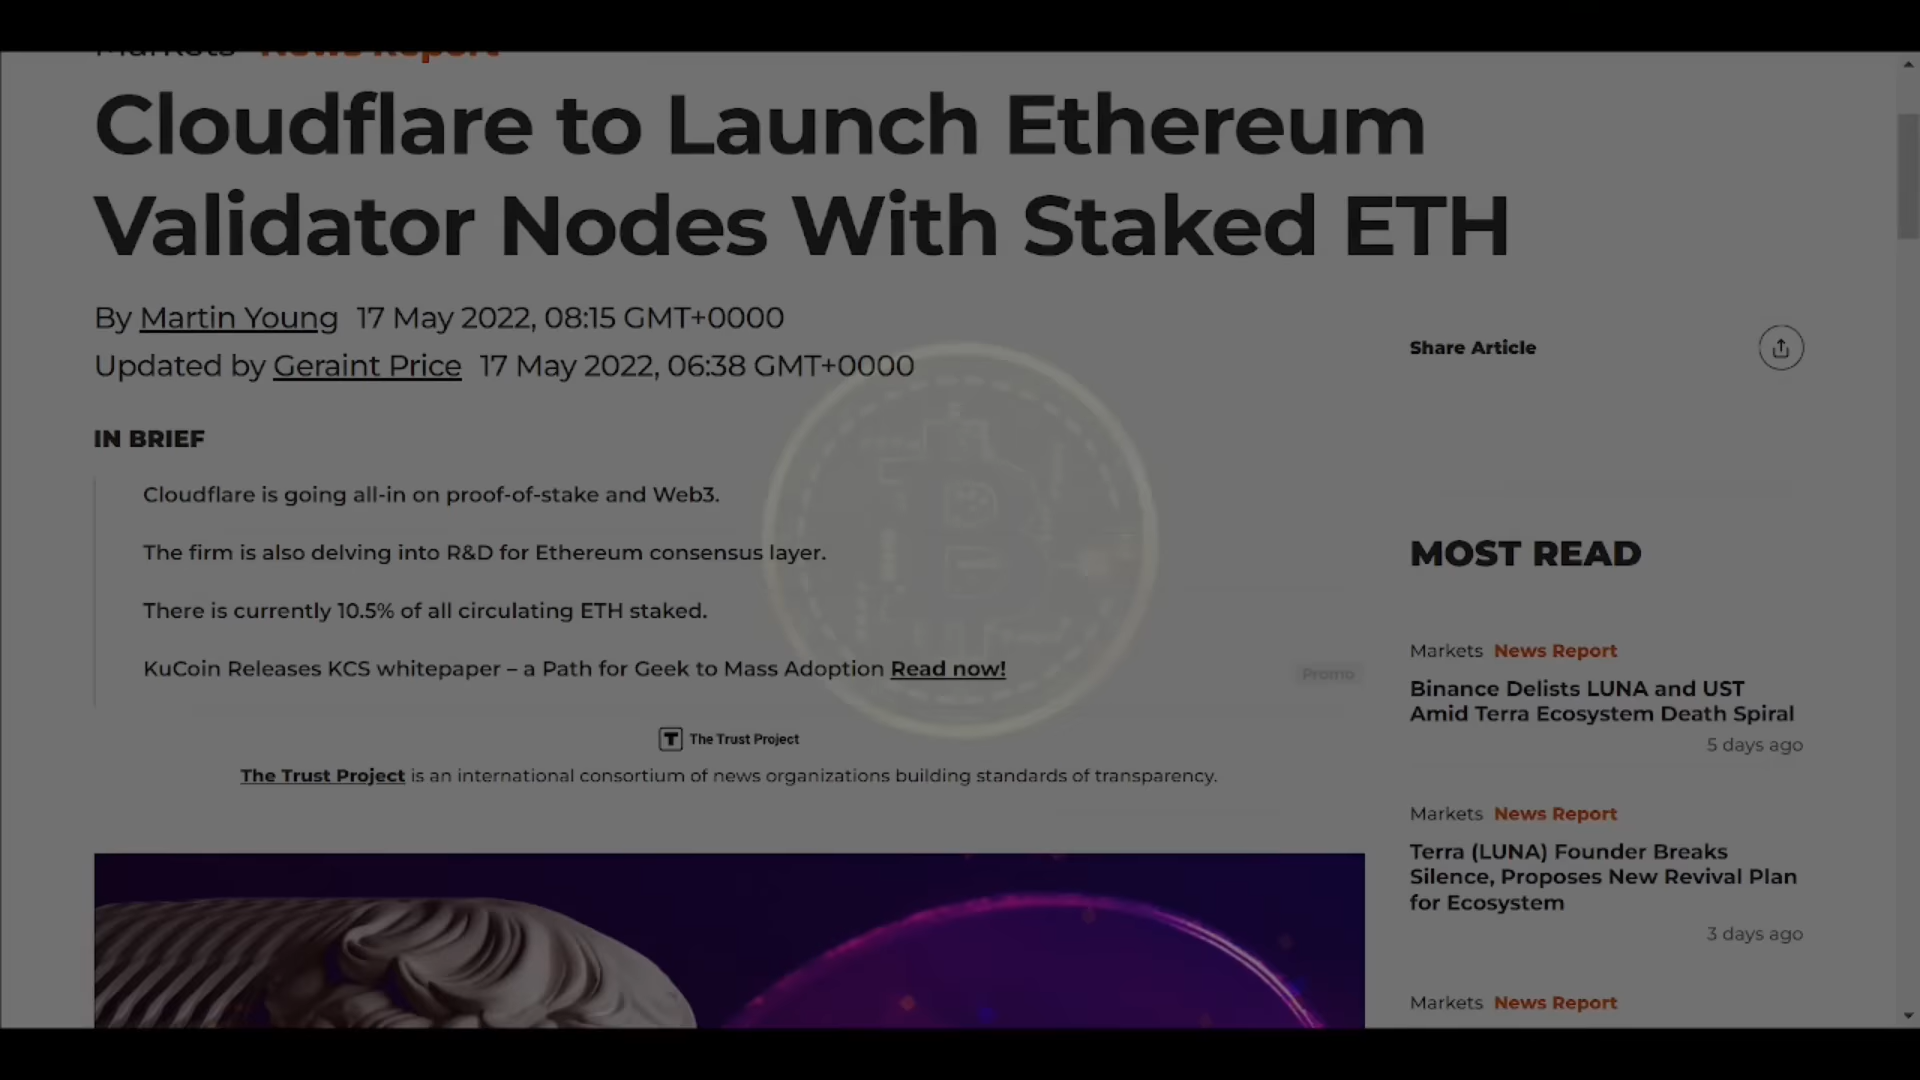 Markets News Report
Cloudflare to Launch Ethereum
Validator Nodes With Staked ETH
By Martin Young 17 May 2022, 08:15 GMT+0000
Updated by Geraint Price 17 May 2022, 06:38 GMT+0000
Share Article
IN BRIEF
Cloudflare is going all-in on proof-of-stake and Web3.
The firm is also delving into R&D for Ethereum consensus layer.
There is currently 10.5% of all circulating ETH staked.
KuCoin Releases KCS whitepaper – a Path for Geek to Mass Adoption Read now!
Promo
The Trust Project
The Trust Project is an international consortium of news organizations building standards of transparency.
MOST READ
Markets News Report
Binance Delists LUNA and UST
Amid Terra Ecosystem Death Spiral
5 days ago
Markets News Report
Terra (LUNA) Founder Breaks
Silence, Proposes New Revival Plan
for Ecosystem
3 days ago
Markets News Report